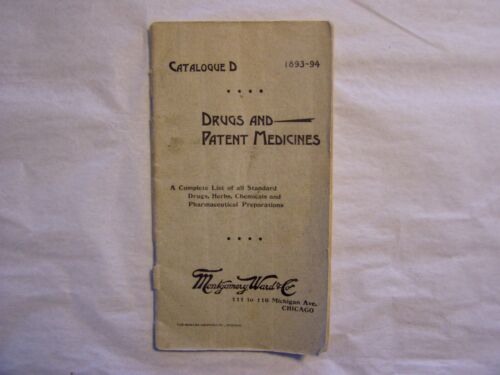 CATALOGUE D 1893-94
DRUGS AND
PATENT MEDICINES
A Complete List of all Standard
Drugs, Herbs, Chemicals and
Pharmaceutical Preparations
Montgomery Ward & Co
111 to 116 Michigan Ave.
CHICAGO